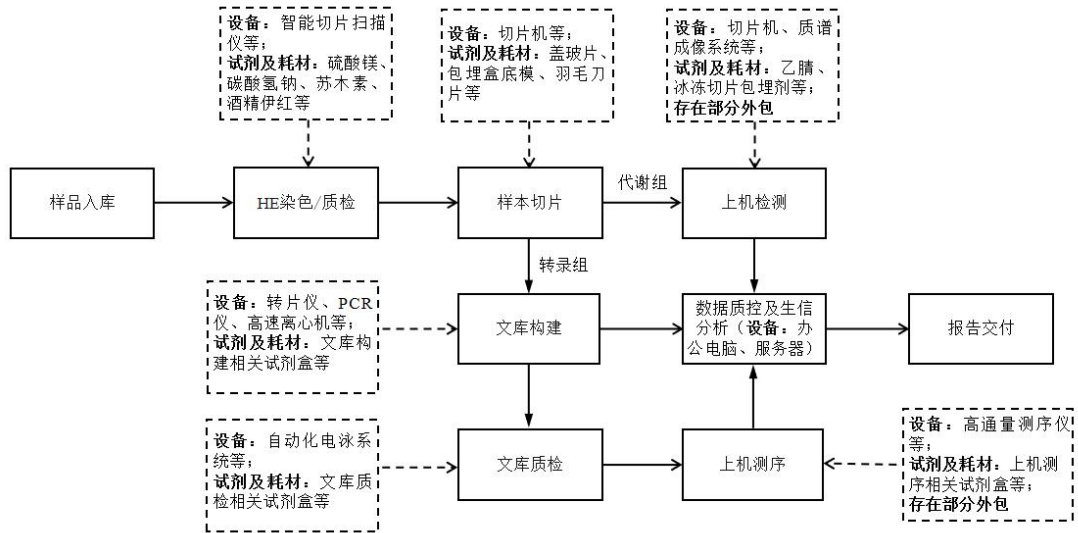 设备：智能切片扫描
仪等；
试剂及耗材：硫酸镁、
碳酸氢钠、苏木素、
酒精伊红等
设备：切片机等；
试剂及耗材：盖玻片、
包埋盒底模、羽毛刀
片等
设备：切片机、质谱
成像系统等；
试剂及耗材：乙腈、
冰冻切片包埋剂等；
存在部分外包
样品入库
HE染色/质检
样本切片
代谢组
上机检测
转录组
设备：转片仪、PCR
仪、高速离心机等；
试剂及耗材：文库构
建相关试剂盒等
文库构建
数据质控及生信
分析（设备：办
公电脑、服务器）
报告交付
设备：自动化电泳系
统等；
试剂及耗材：文库质
检相关试剂盒等
文库质检
上机测序
设备：高通量测序仪
等；
试剂及耗材：上机测
序相关试剂盒等；
存在部分外包